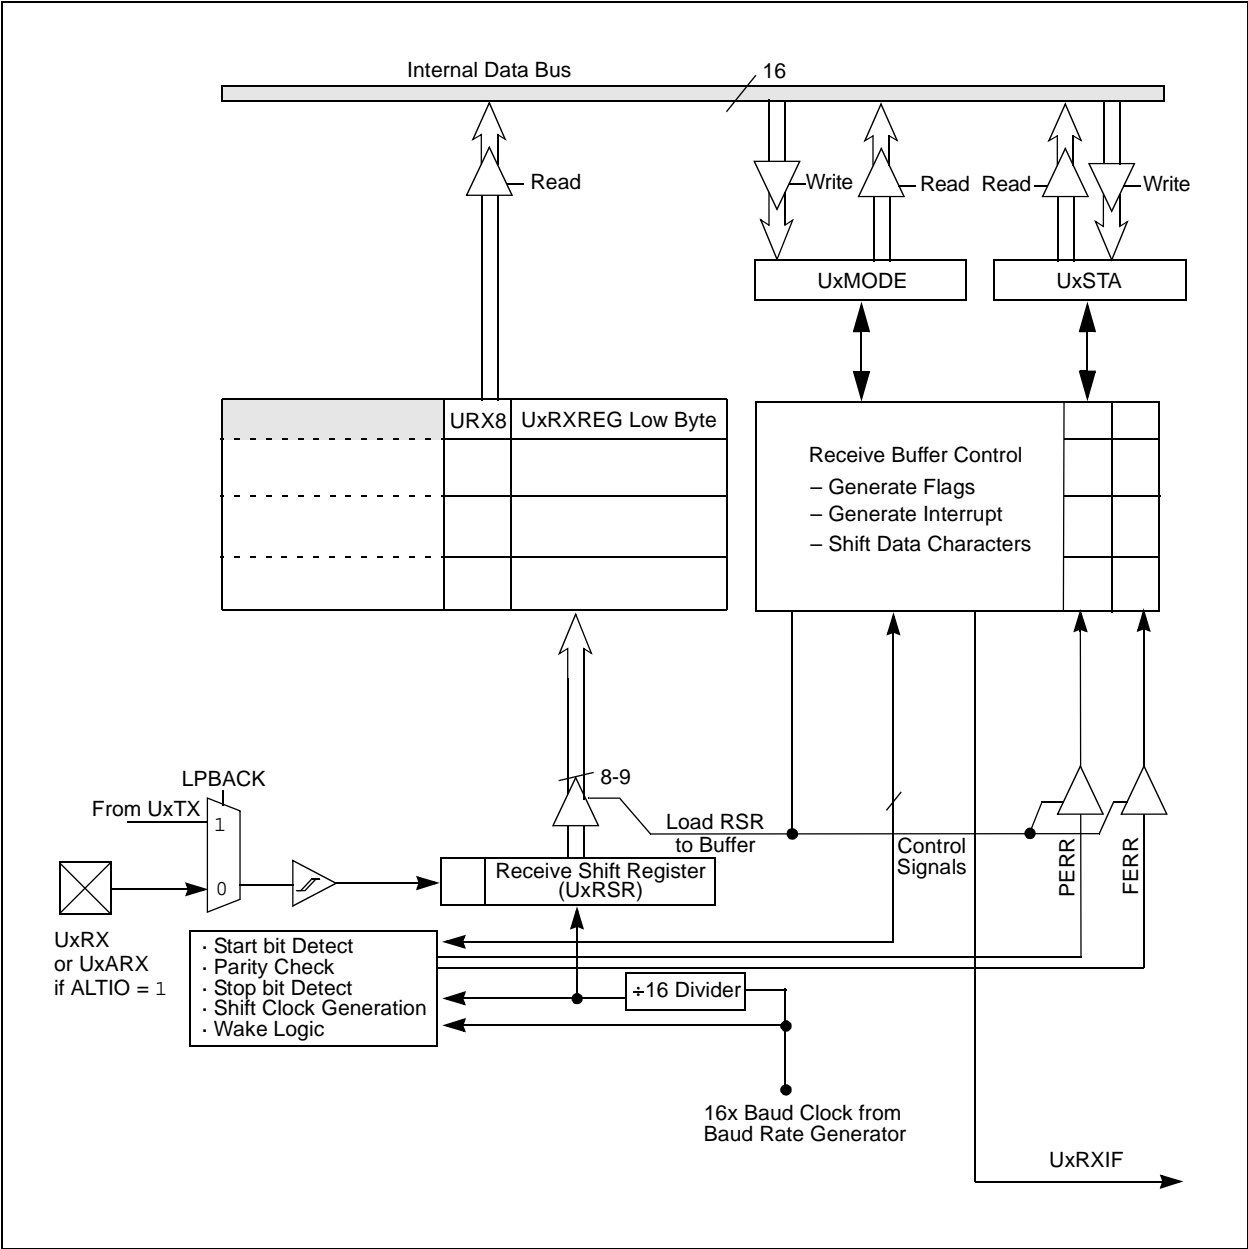 Internal Data Bus
16
Read
Write
Read
Read
Write
UxMODE
UxSTA
URX8
UxRXREG Low Byte
Receive Buffer Control
– Generate Flags
– Generate Interrupt
– Shift Data Characters
LPBACK
From UxTX
1
0
8-9
Load RSR
to Buffer
Control
Signals
PERR
FERR
Receive Shift Register
(UxRSR)
UxRX
or UxARX
if ALTIO = 1
· Start bit Detect
· Parity Check
· Stop bit Detect
· Shift Clock Generation
· Wake Logic
÷16 Divider
16x Baud Clock from
Baud Rate Generator
UxRXIF